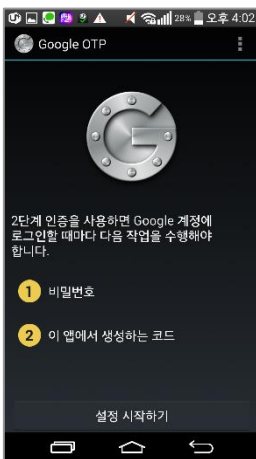 28% 오후 4:02
Google OTP
2단계 인증을 사용하면 Google 계정에
로그인할 때마다 다음 작업을 수행해야
합니다.
1 비밀번호
2 이 앱에서 생성하는 코드
설정 시작하기